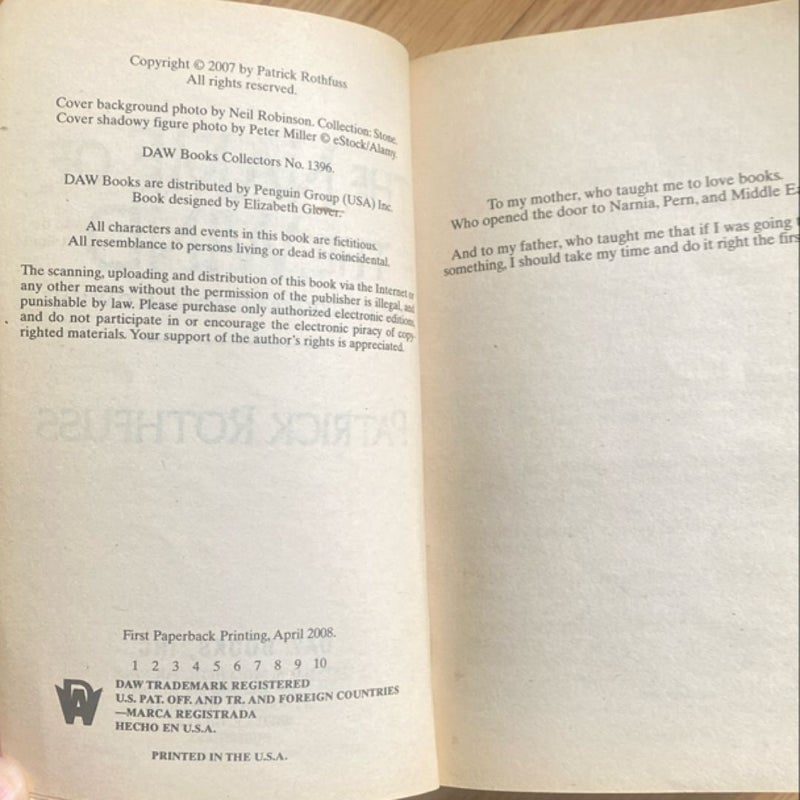 Copyright © 2007 by Patrick Rothfuss
All rights reserved.
Cover background photo by Neil Robinson. Collection: Stone.
Cover shadowy figure photo by Peter Miller © eStock/Alamy.
DAW Books Collectors No. 1396.
DAW Books are distributed by Penguin Group (USA) Inc.
Book designed by Elizabeth Glover.
All characters and events in this book are fictitious.
All resemblance to persons living or dead is coincidental.
The scanning, uploading and distribution of this book via the Internet or
any other means without the permission of the publisher is illegal, and
punishable by law. Please purchase only authorized electronic editions,
and do not participate in or encourage the electronic piracy of copy-
righted materials. Your support of the author's rights is appreciated.
PATRICK ROTHFUSS
First Paperback Printing, April 2008.
1 2 3 4 5 6 7 8 9 10
DAW
DAW TRADEMARK REGISTERED
U.S. PAT. OFF. AND TR. AND FOREIGN COUNTRIES
—MARCA REGISTRADA
HECHO EN U.S.A.
PRINTED IN THE U.S.A.
To my mother, who taught me to love books.
Who opened the door to Narnia, Pern, and Middle Ea
And to my father, who taught me that if I was going t
something, I should take my time and do it right the firs